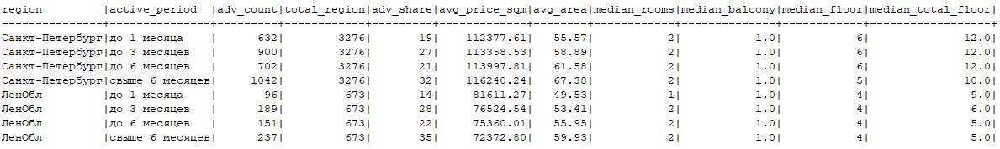 region         |active_period  |adv_count|total_region|adv_share|avg_price_sqm|avg_area|median_rooms|median_balcony|median_floor|median_total_floor|
---------------+---------------+---------+------------+---------+-------------+--------+------------+--------------+------------+------------------+
Санкт-Петербург|до 1 месяца    |      632|        3276|       19|    112377.61|   55.57|           2|           1.0|           6|              12.0|
Санкт-Петербург|до 3 месяцев   |      900|        3276|       27|    113358.53|   58.89|           2|           1.0|           6|              12.0|
Санкт-Петербург|до 6 месяцев   |      702|        3276|       21|    113997.81|   61.58|           2|           1.0|           6|              12.0|
Санкт-Петербург|свыше 6 месяцев|     1042|        3276|       32|    116240.24|   67.38|           2|           1.0|           5|              10.0|
ЛенОбл         |до 1 месяца    |       96|         673|       14|     81611.27|   49.53|           1|           1.0|           4|               9.0|
ЛенОбл         |до 3 месяцев   |      189|         673|       28|     76524.54|   53.41|           2|           1.0|           4|               6.0|
ЛенОбл         |до 6 месяцев   |      151|         673|       22|     75360.01|   55.95|           2|           1.0|           4|               5.0|
ЛенОбл         |свыше 6 месяцев|      237|         673|       35|     72372.80|   59.93|           2|           1.0|           4|               5.0|